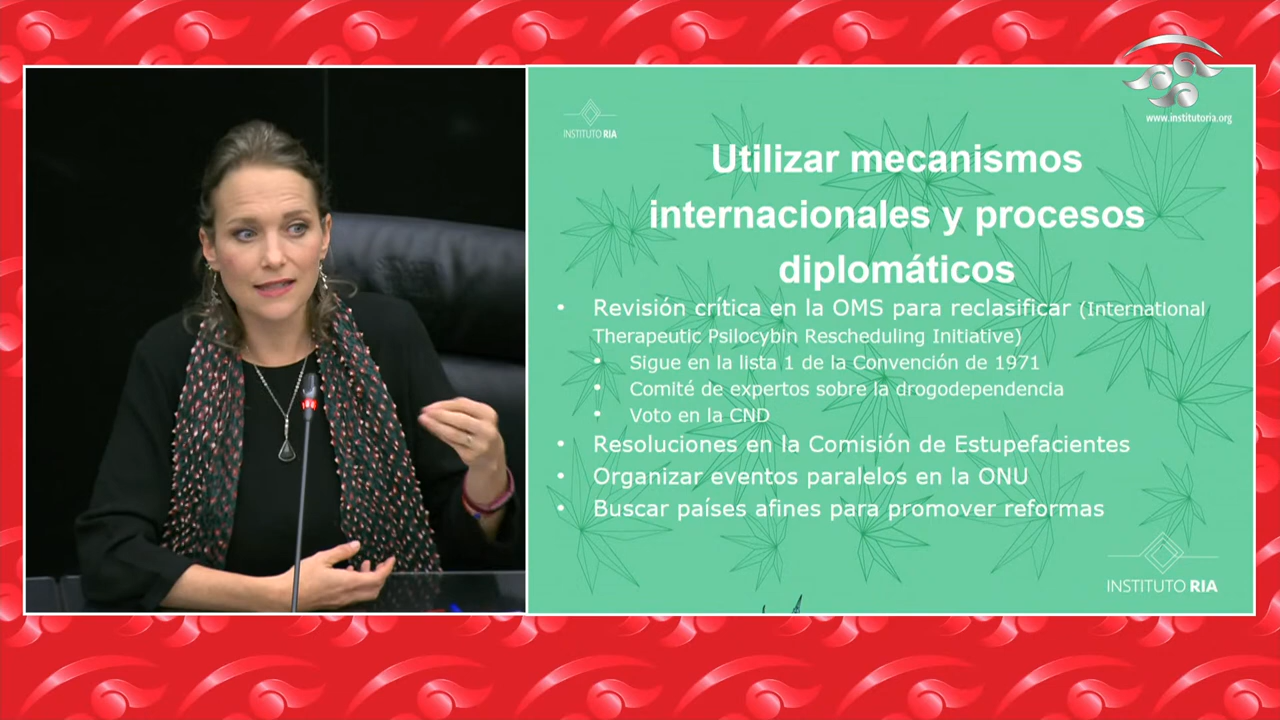 INSTITUTO RIA
www.institutoria.org
Utilizar mecanismos
internacionales y procesos
diplomáticos
• Revisión crítica en la OMS para reclasificar (International
Therapeutic Psilocybin Rescheduling Initiative)
• Sigue en la lista 1 de la Convención de 1971
• Comité de expertos sobre la drogodependencia
• Voto en la CND
• Resoluciones en la Comisión de Estupefacientes
• Organizar eventos paralelos en la ONU
• Buscar países afines para promover reformas
INSTITUTO RIA